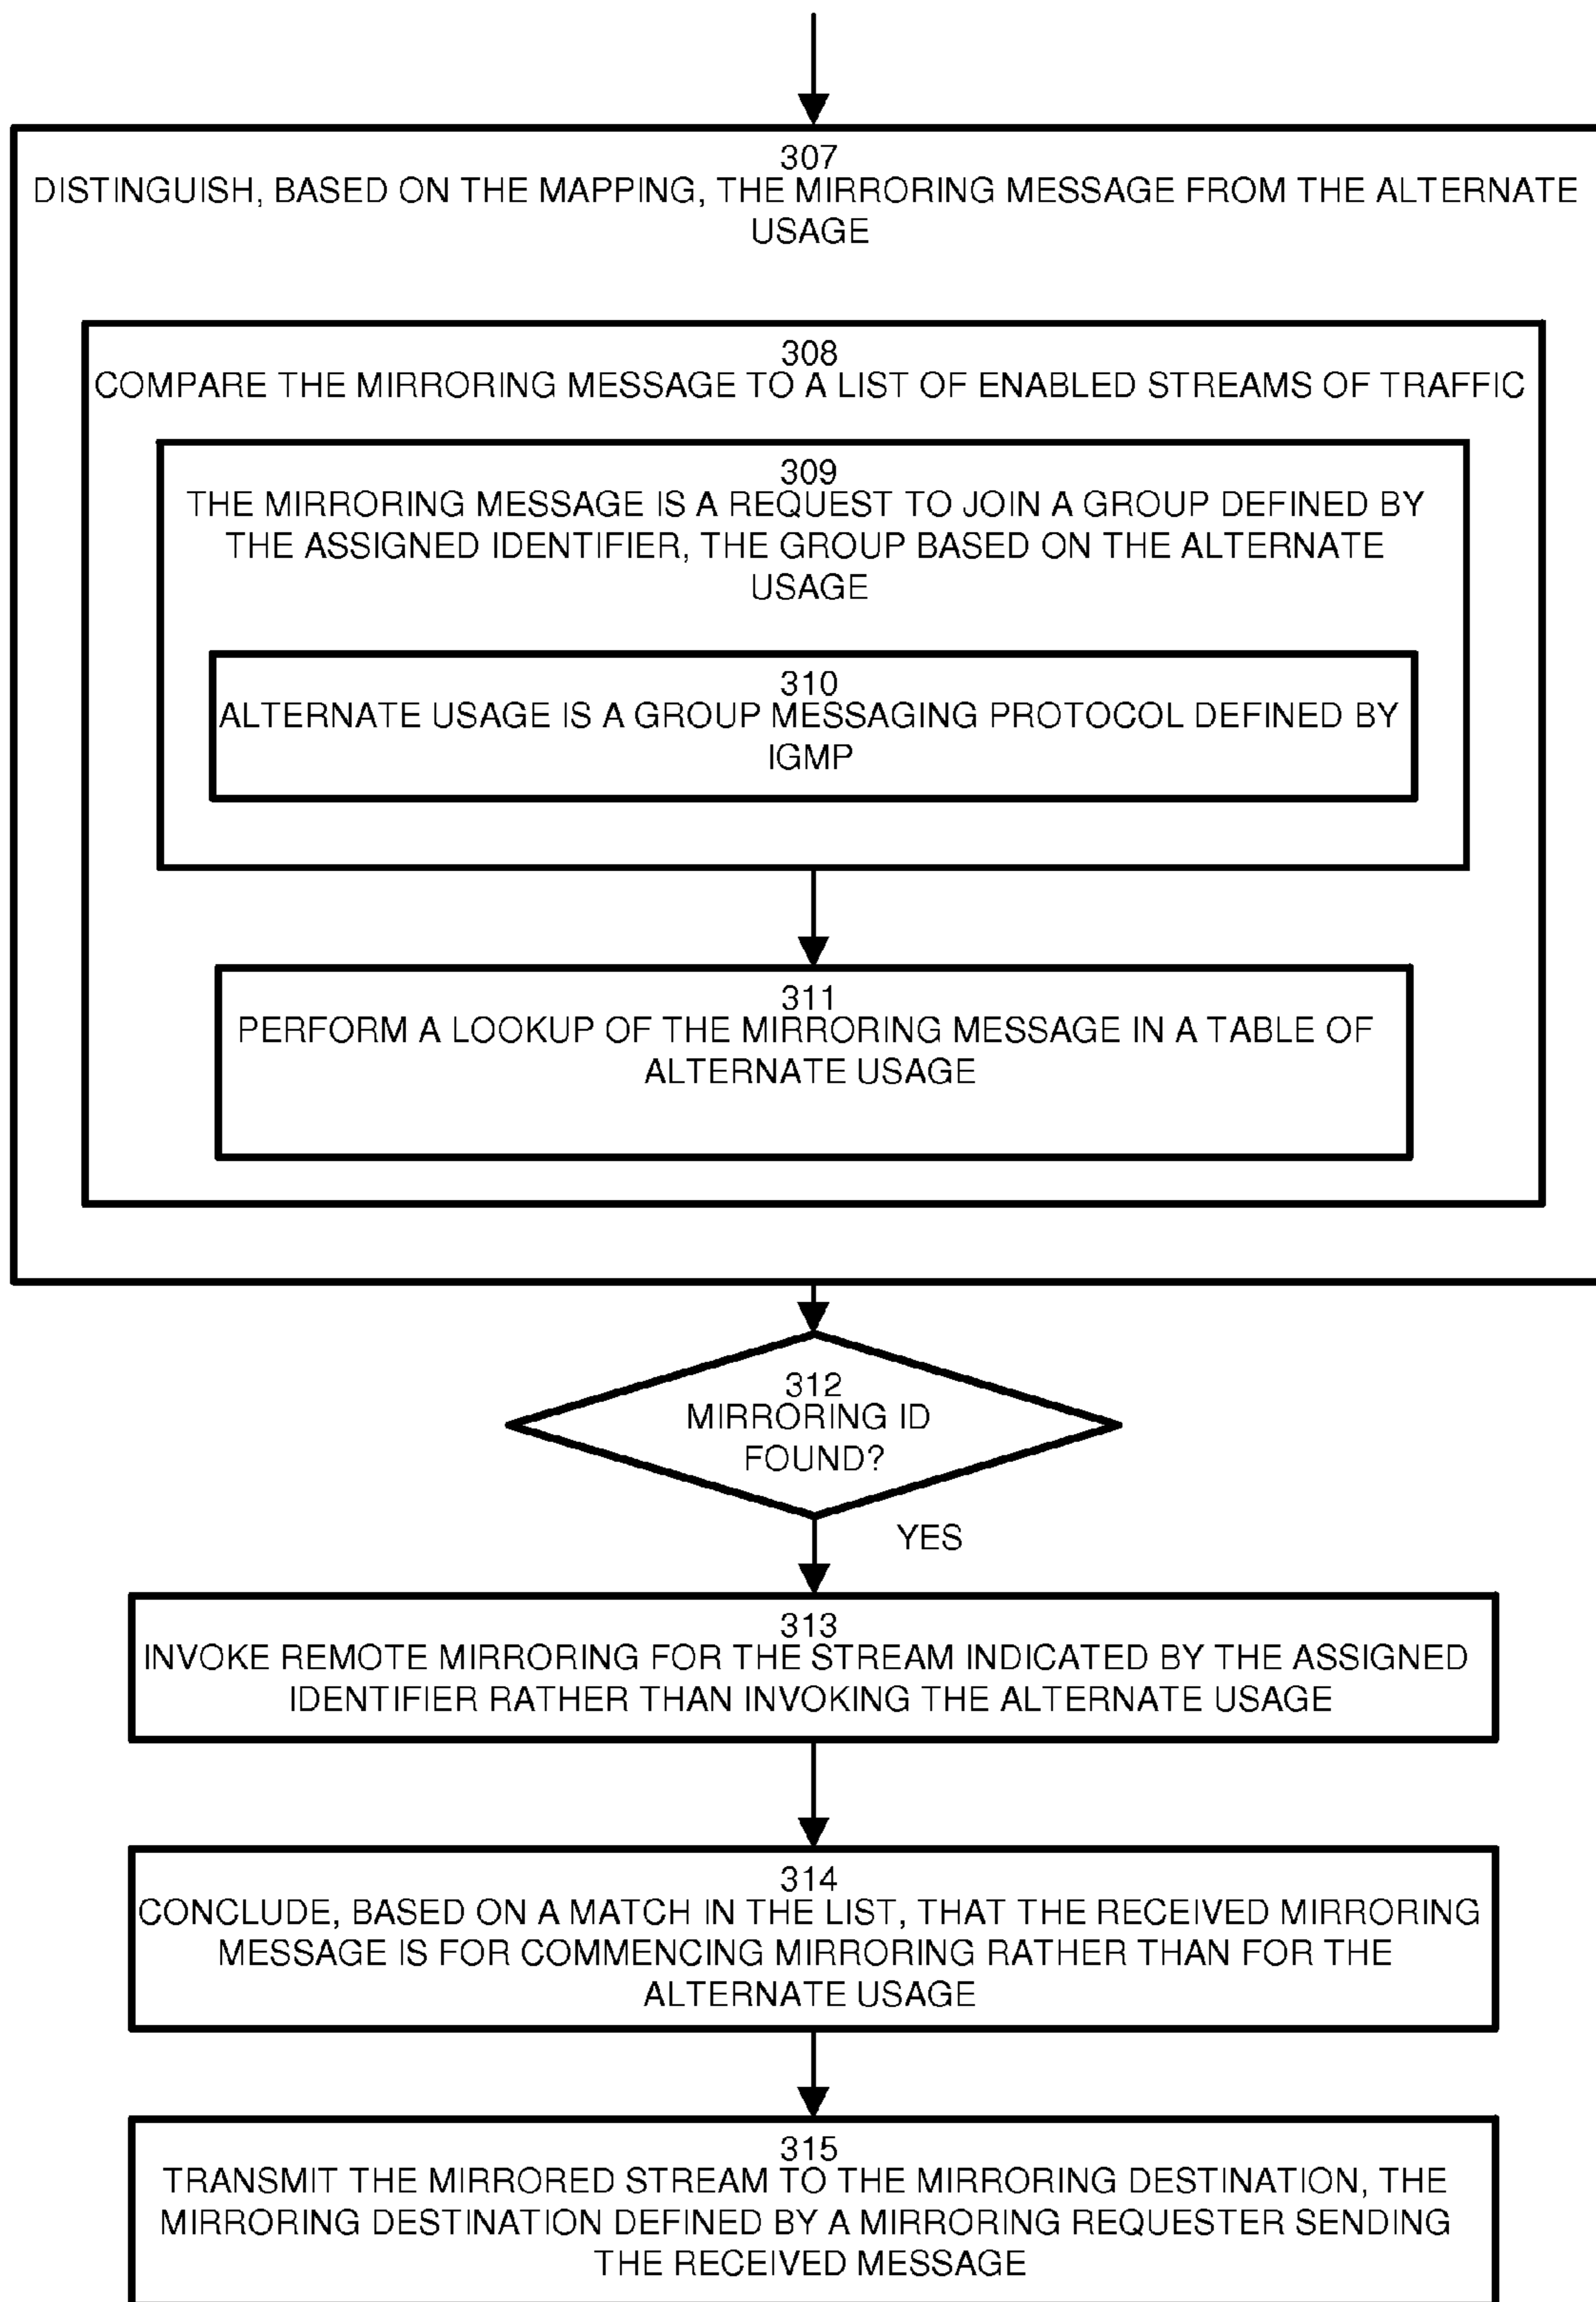 307
DISTINGUISH, BASED ON THE MAPPING, THE MIRRORING MESSAGE FROM THE ALTERNATE
USAGE
308
COMPARE THE MIRRORING MESSAGE TO A LIST OF ENABLED STREAMS OF TRAFFIC
309
THE MIRRORING MESSAGE IS A REQUEST TO JOIN A GROUP DEFINED BY
THE ASSIGNED IDENTIFIER, THE GROUP BASED ON THE ALTERNATE
USAGE
310
ALTERNATE USAGE IS A GROUP MESSAGING PROTOCOL DEFINED BY
IGMP
311
PERFORM A LOOKUP OF THE MIRRORING MESSAGE IN A TABLE OF
ALTERNATE USAGE
312
MIRRORING ID
FOUND?
YES
313
INVOKE REMOTE MIRRORING FOR THE STREAM INDICATED BY THE ASSIGNED
IDENTIFIER RATHER THAN INVOKING THE ALTERNATE USAGE
314
CONCLUDE, BASED ON A MATCH IN THE LIST, THAT THE RECEIVED MIRRORING
MESSAGE IS FOR COMMENCING MIRRORING RATHER THAN FOR THE
ALTERNATE USAGE
315
TRANSMIT THE MIRRORED STREAM TO THE MIRRORING DESTINATION, THE
MIRRORING DESTINATION DEFINED BY A MIRRORING REQUESTER SENDING
THE RECEIVED MESSAGE